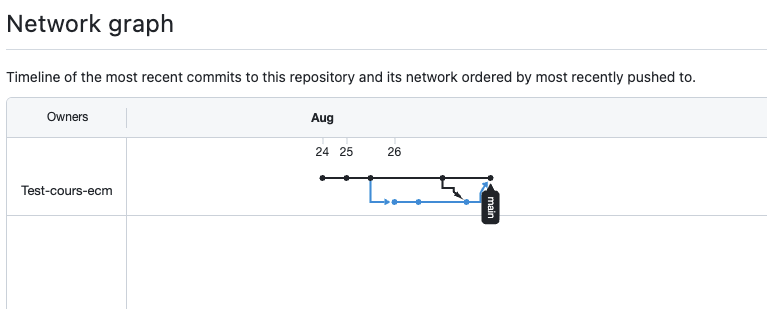 Network graph
Timeline of the most recent commits to this repository and its network ordered by most recently pushed to.
Owners Aug
24 25 26
Test-cours-ecm
main